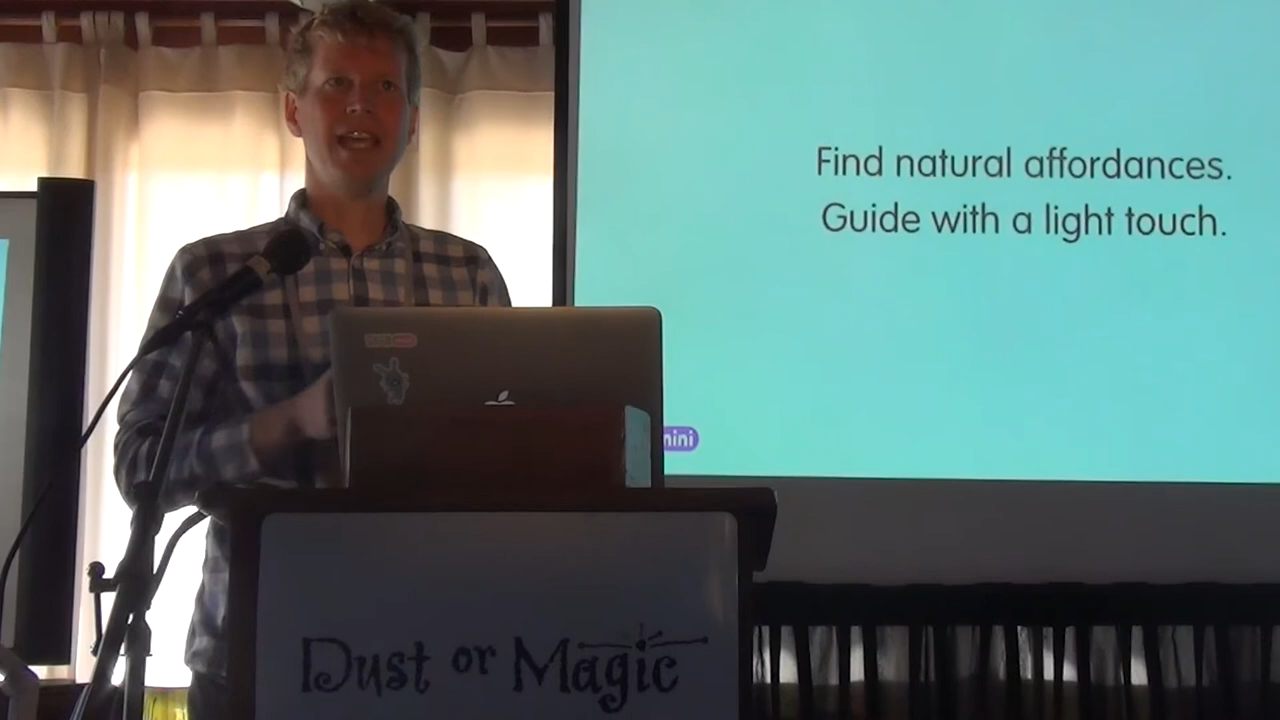 Find natural affordances.
Guide with a light touch.
mini
Dust or Magic